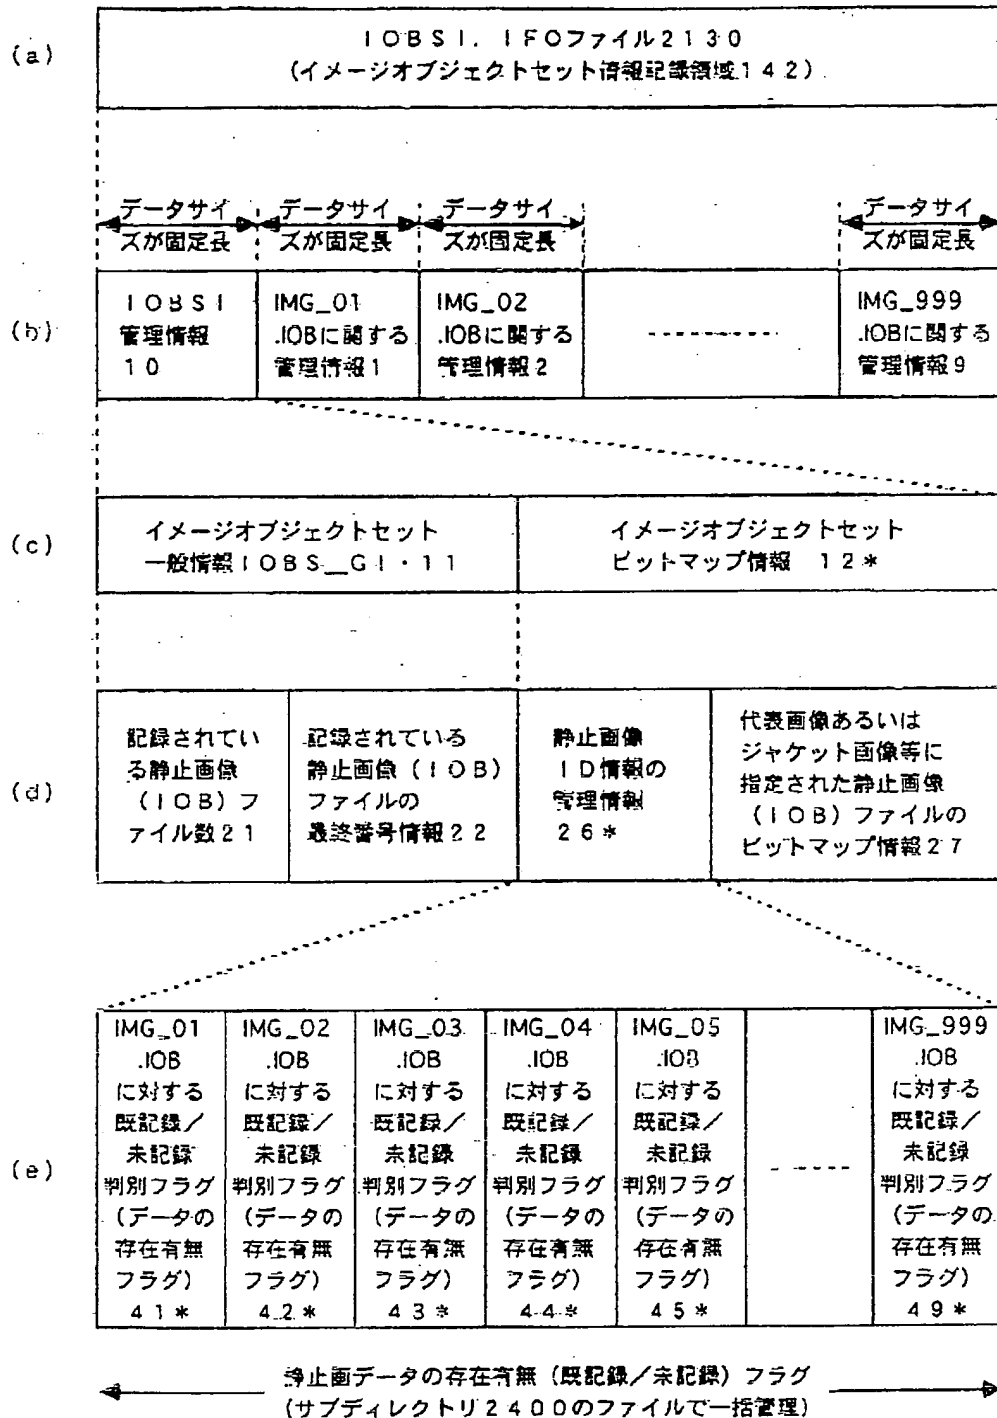 (a)
IOBSI. IFOファイル2130
(イメージオブジェクトセット情報記録領域142)
データサイ
ズが固定長
データサイ
ズが固定長
データサイ
ズが固定長
データサイ
ズが固定長
(b)
IOBSI
管理情報
10
IMG_01
.IOBに関する
管理情報1
IMG_02
.IOBに関する
管理情報2
IMG_999
.IOBに関する
管理情報9
(c)
イメージオブジェクトセット
一般情報IOBS_GI・11
イメージオブジェクトセット
ビットマップ情報 12*
(d)
記録されてい
る静止画像
(IOB)フ
ァイル数21
記録されている
静止画像(IOB)
ファイルの
最終番号情報22
静止画像
ID情報の
管理情報
26*
代表画像あるいは
ジャケット画像等に
指定された静止画像
(IOB)ファイルの
ビットマップ情報27
(e)
IMG_01
.IOB
に対する
既記録/
未記録
判別フラグ
(データの
存在有無
フラグ)
41*
IMG_02
.IOB
に対する
既記録/
未記録
判別フラグ
(データの
存在有無
フラグ)
42*
IMG_03
.IOB
に対する
既記録/
未記録
判別フラグ
(データの
存在有無
フラグ)
43*
IMG_04
.IOB
に対する
既記録/
未記録
判別フラグ
(データの
存在有無
フラグ)
44*
IMG_05
.IOB
に対する
既記録/
未記録
判別フラグ
(データの
存在有無
フラグ)
45*
IMG_999
.IOB
に対する
既記録/
未記録
判別フラグ
(データの
存在有無
フラグ)
49*
静止画データの存在有無(既記録/未記録)フラグ
(サブディレクトリ2400のファイルで一括管理)